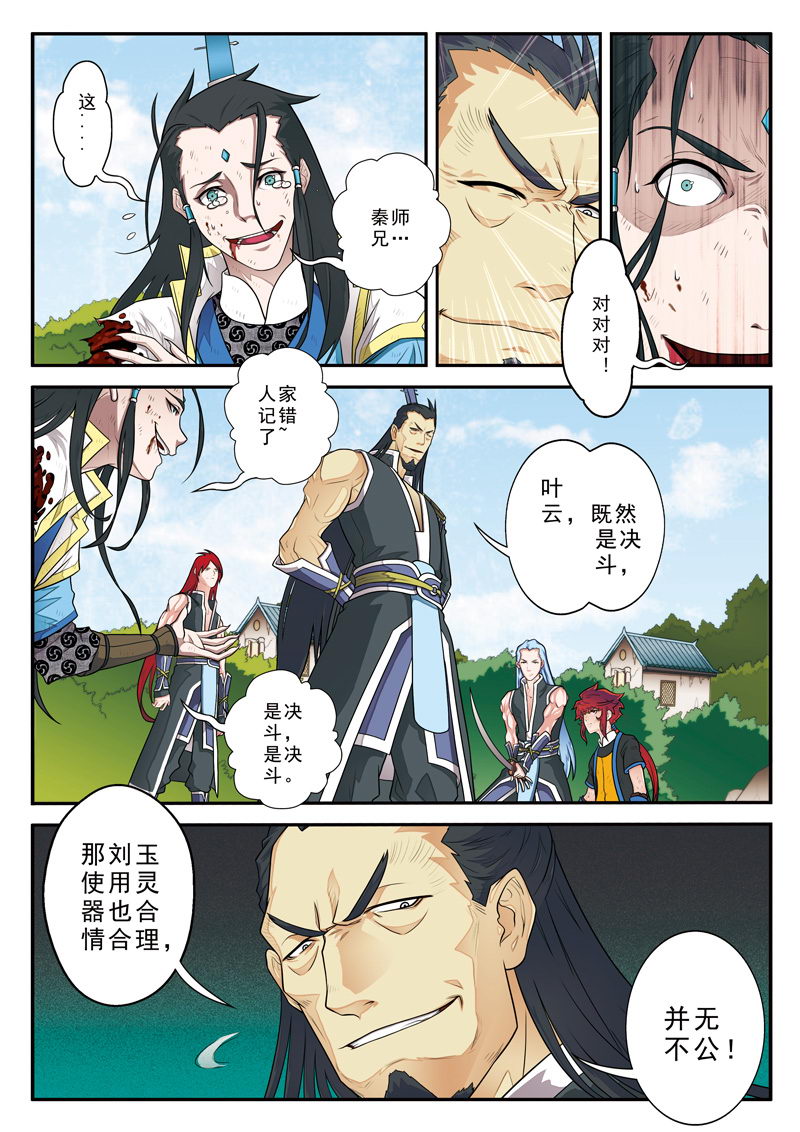 这
····
秦师
兄···
对对对！
家错
人记
了~
叶
云，既然
是决
斗，
是决
斗，
是决
斗。
那刘玉
使用灵
器也合
情合理，
并无
不公！